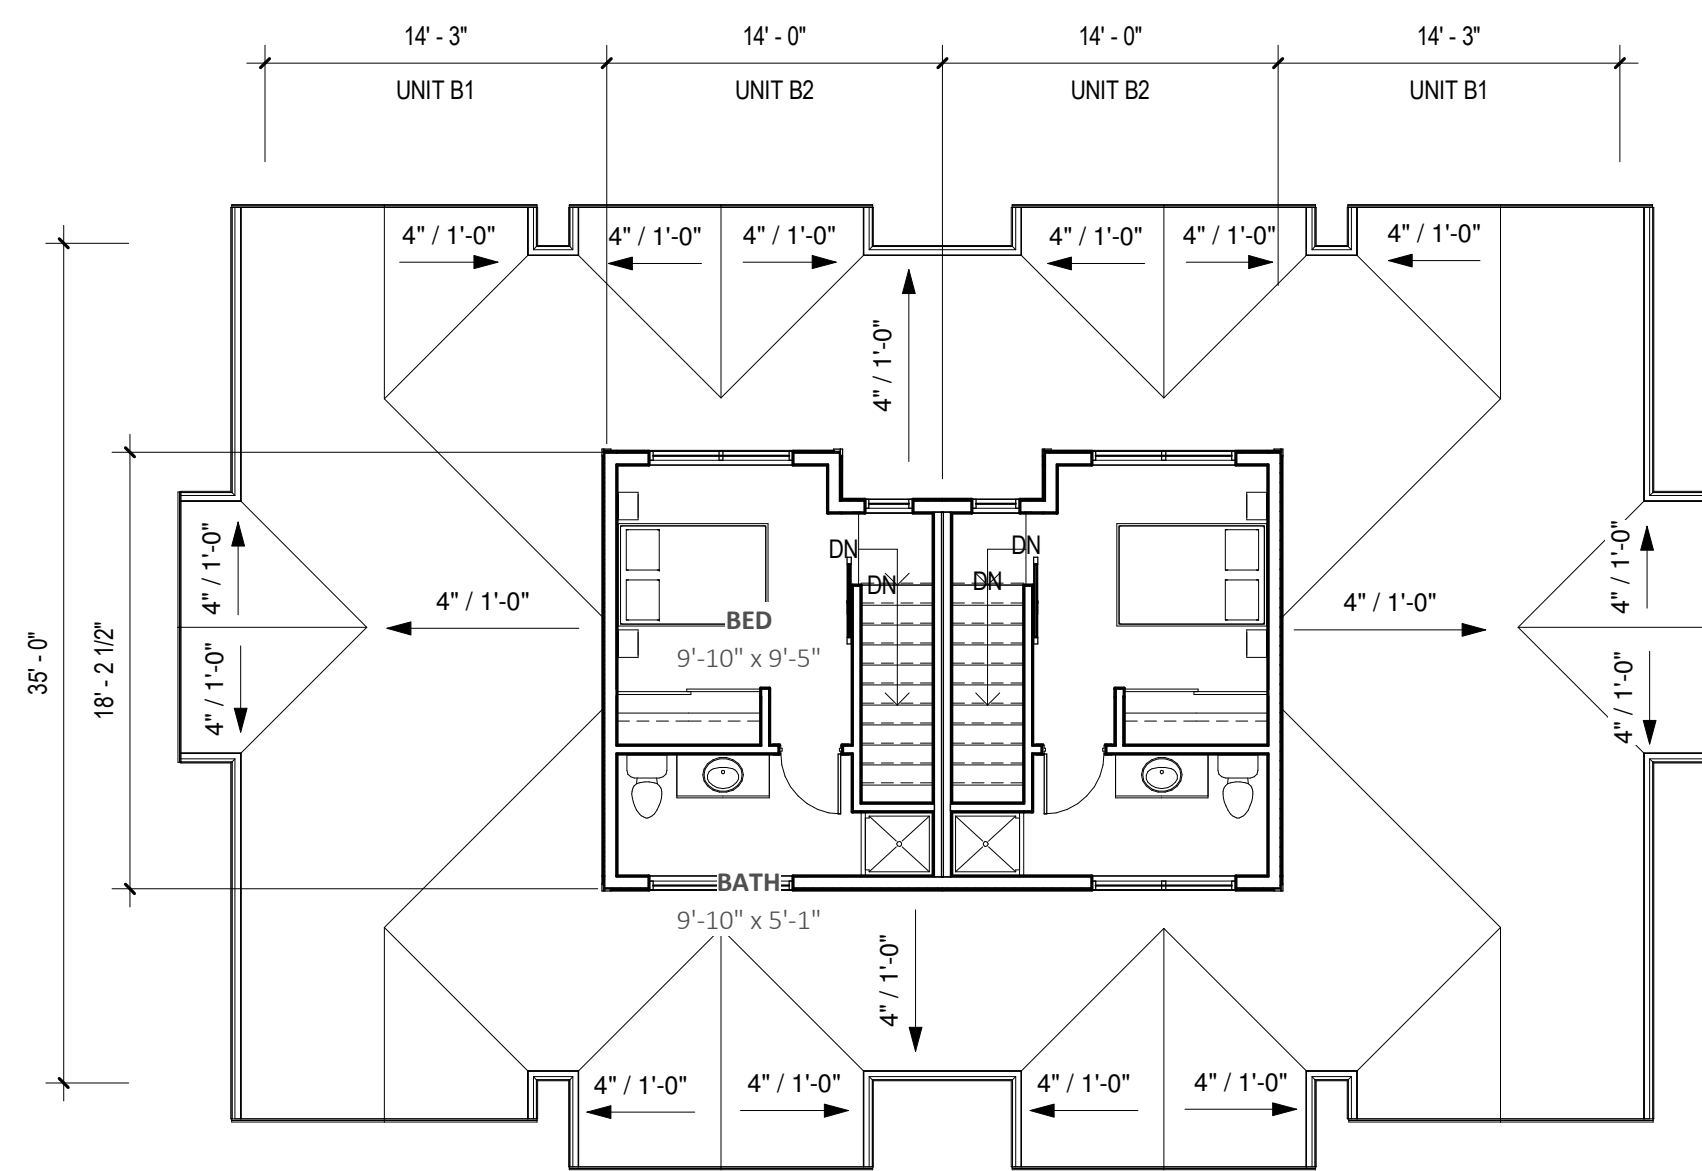 14' - 3"
14' - 0"
14' - 0"
14' - 3"
UNIT B1
UNIT B2
UNIT B2
UNIT B1
4" / 1'-0"
4" / 1'-0"
4" / 1'-0"
4" / 1'-0"
4" / 1'-0"
4" / 1'-0"
4" / 1'-0"
35' - 0"
18' - 2 1/2"
4" / 1'-0"
4" / 1'-0"
4" / 1'-0"
DN
DN
DN
DN
BED
9'-10" x 9'-5"
4" / 1'-0"
4" / 1'-0"
4" / 1'-0"
BATH
9'-10" x 5'-1"
4" / 1'-0"
4" / 1'-0"
4" / 1'-0"
4" / 1'-0"
4" / 1'-0"